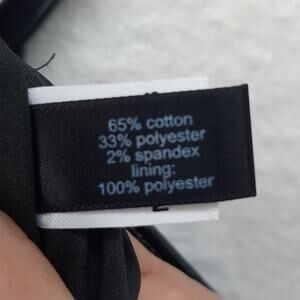 65% cotton
33% polyester
2% spandex
lining:
100% polyester